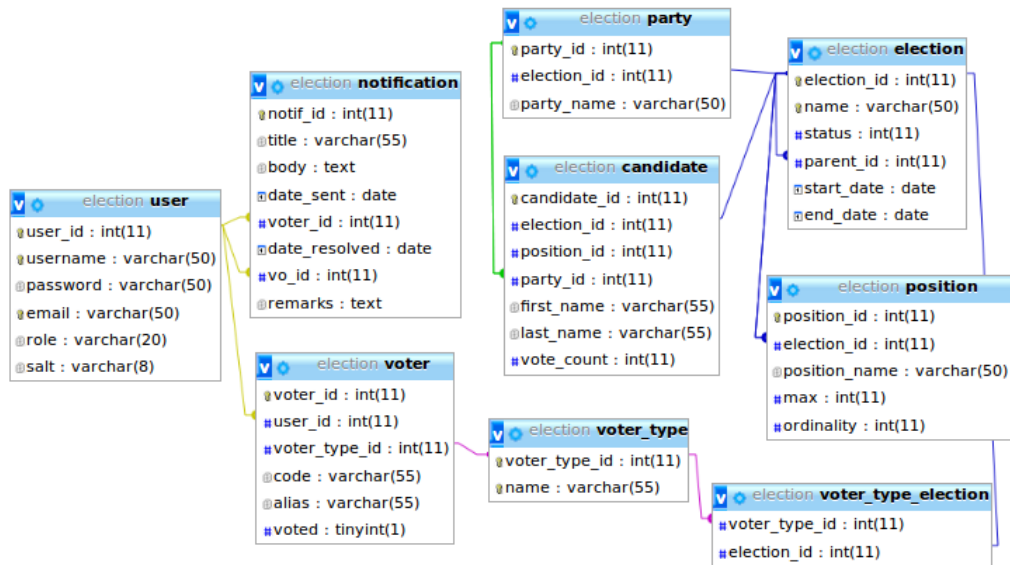 election user
user_id : int(11)
username : varchar(50)
password : varchar(50)
email : varchar(50)
role : varchar(20)
salt : varchar(8)
election notification
notif_id : int(11)
title : varchar(55)
body : text
date_sent : date
voter_id : int(11)
date_resolved : date
vo_id : int(11)
remarks : text
election voter
voter_id : int(11)
user_id : int(11)
voter_type_id : int(11)
code : varchar(55)
alias : varchar(55)
voted : tinyint(1)
election party
party_id : int(11)
election_id : int(11)
party_name : varchar(50)
election candidate
candidate_id : int(11)
election_id : int(11)
position_id : int(11)
party_id : int(11)
first_name : varchar(55)
last_name : varchar(55)
vote_count : int(11)
election voter_type
voter_type_id : int(11)
name : varchar(55)
election election
election_id : int(11)
name : varchar(50)
status : int(11)
parent_id : int(11)
start_date : date
end_date : date
election position
position_id : int(11)
election_id : int(11)
position_name : varchar(50)
max : int(11)
ordinality : int(11)
election voter_type_election
voter_type_id : int(11)
election_id : int(11)